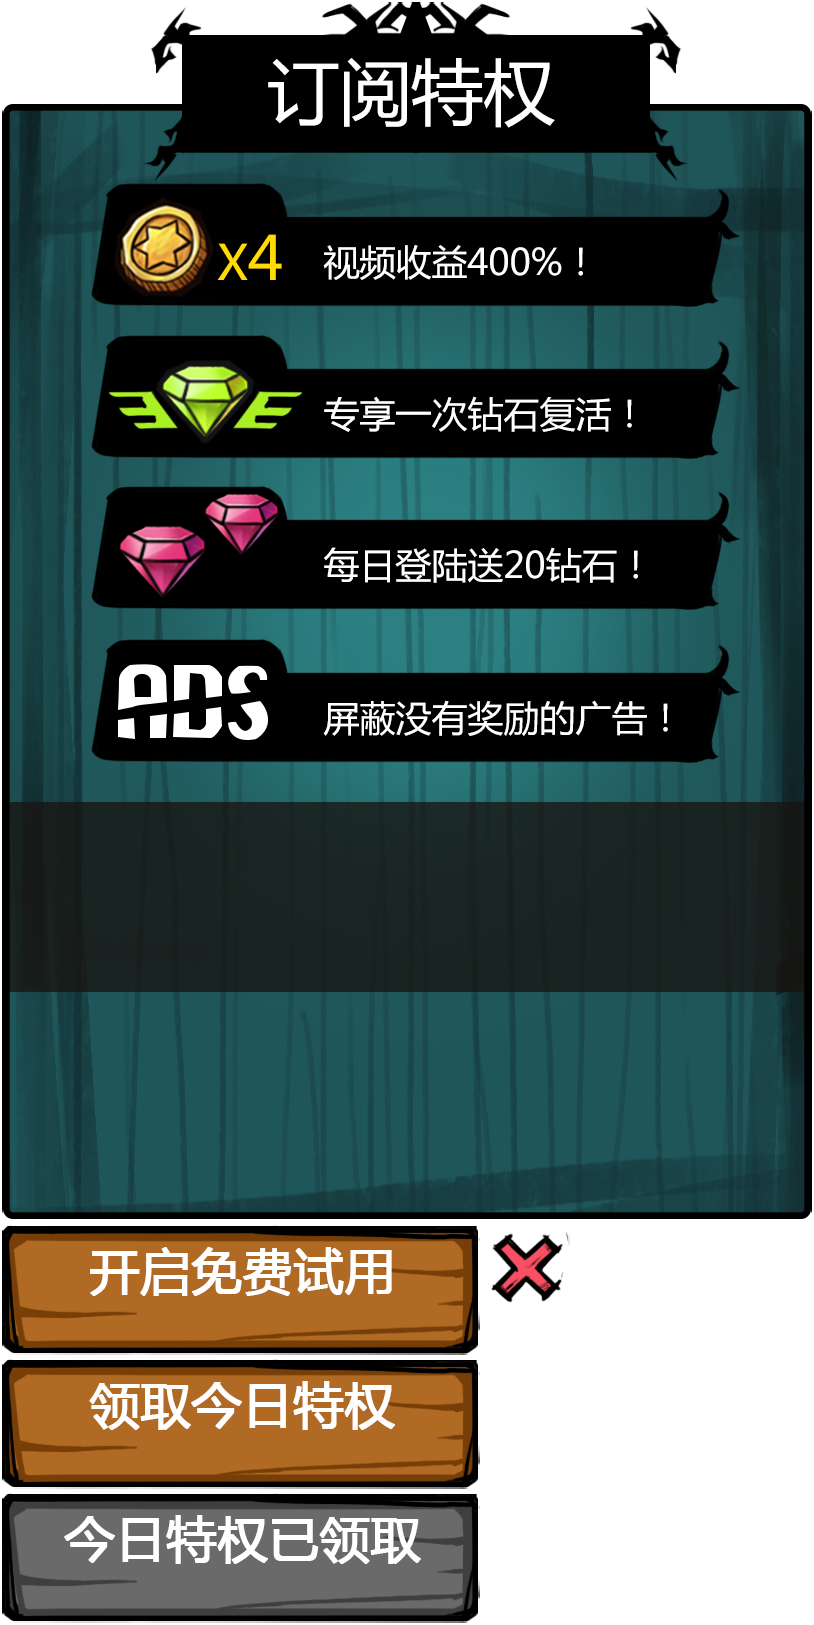 订阅特权
X4
视频收益400%！
专享一次钻石复活！
每日登陆送20钻石！
ADS
屏蔽没有奖励的广告！
开启免费试用
领取今日特权
今日特权已领取